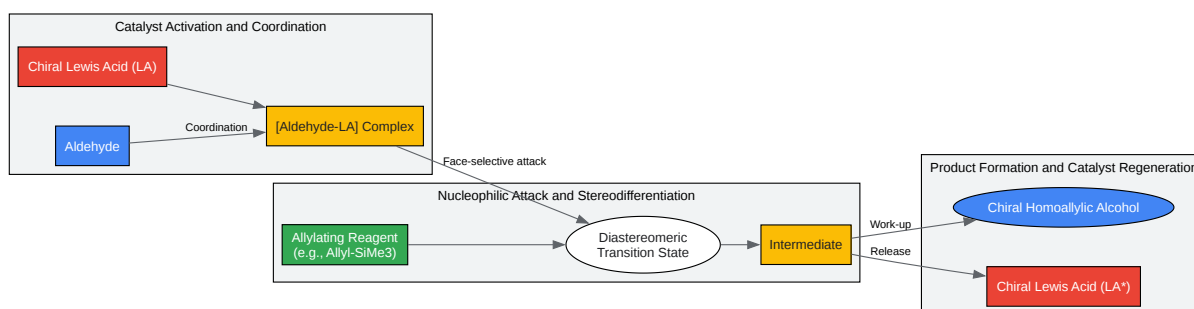 Catalyst Activation and Coordination
Chiral Lewis Acid (LA)
Aldehyde
Coordination
[Aldehyde-LA] Complex
Face-selective attack
Nucleophilic Attack and Stereodifferentiation
Allylating Reagent
(e.g., Allyl-SiMe3)
Diastereomeric
Transition State
Intermediate
Work-up
Release
Product Formation and Catalyst Regeneration
Chiral Homoallylic Alcohol
Chiral Lewis Acid (LA*)